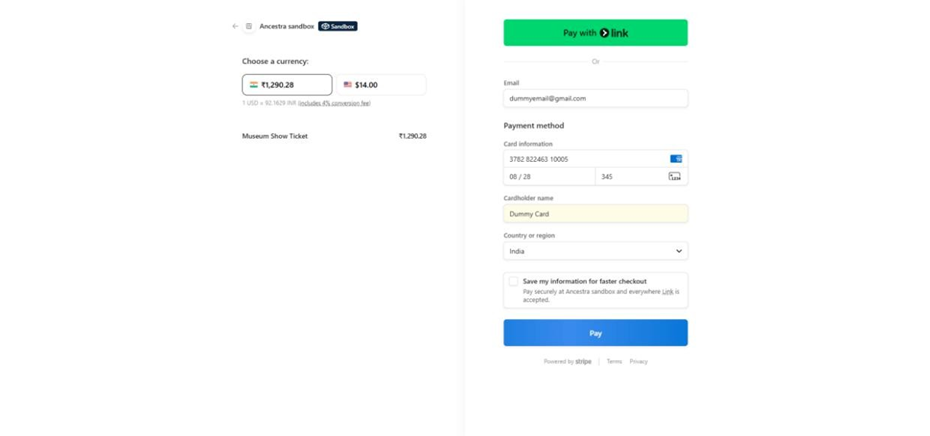 Ancestra sandbox Sandbox
Choose a currency:
₹1,290.28 $14.00
1 USD = 92.1629 INR (includes 4% conversion fee)
Museum Show Ticket ₹1,290.28
Pay with link
Or
Email
dummyemail@gmail.com
Payment method
Card information
3782 822463 10005
08 / 28 345
Cardholder name
Dummy Card
Country or region
India
Save my information for faster checkout
Pay securely at Ancestra sandbox and everywhere Link is
accepted.
Pay
Powered by stripe Terms Privacy